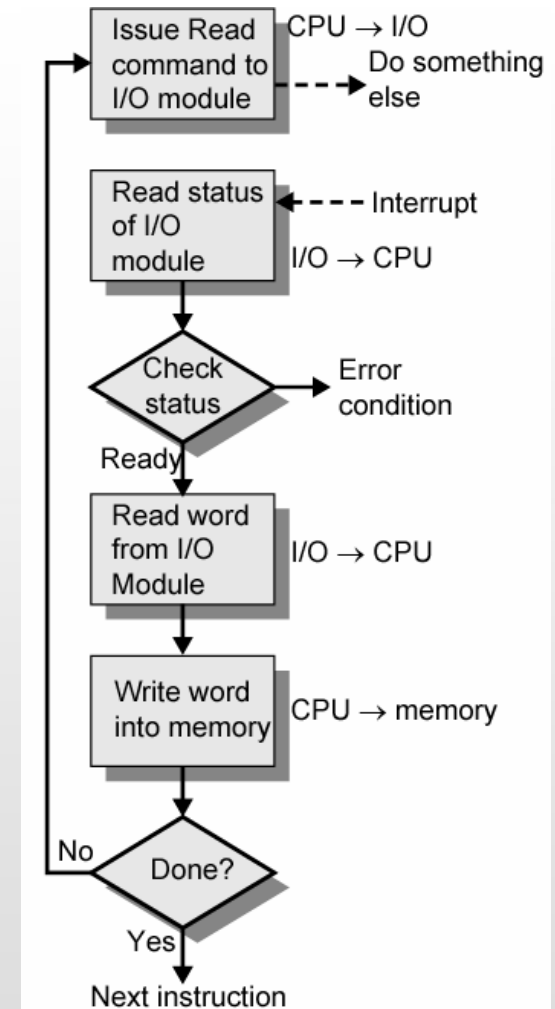 Issue Read
command to
I/O module
CPU → I/O
Do something
else
Read status
of I/O
module
Interrupt
I/O → CPU
Check
status
Error
condition
Ready
Read word
from I/O
Module
I/O → CPU
Write word
into memory
CPU → memory
No
Done?
Yes
Next instruction